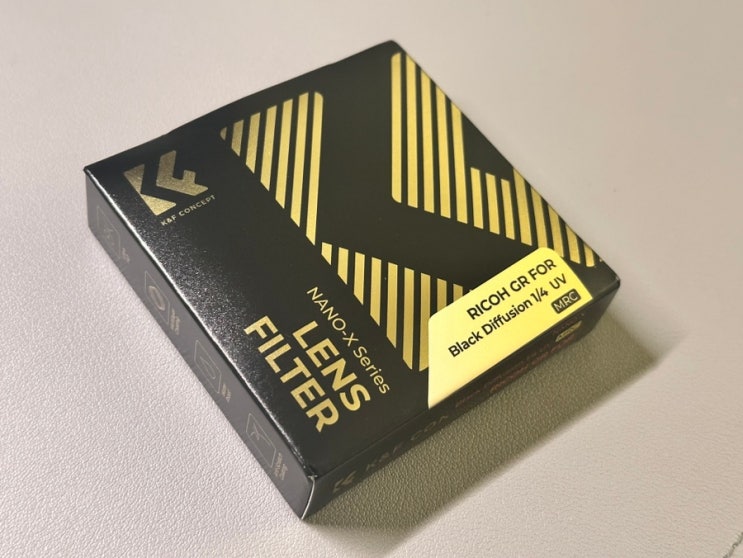 K&F CONCEPT
NANO-X Series
LENS
FILTER
RICOH GR FOR
Black Diffusion 1/4 UV
MRC